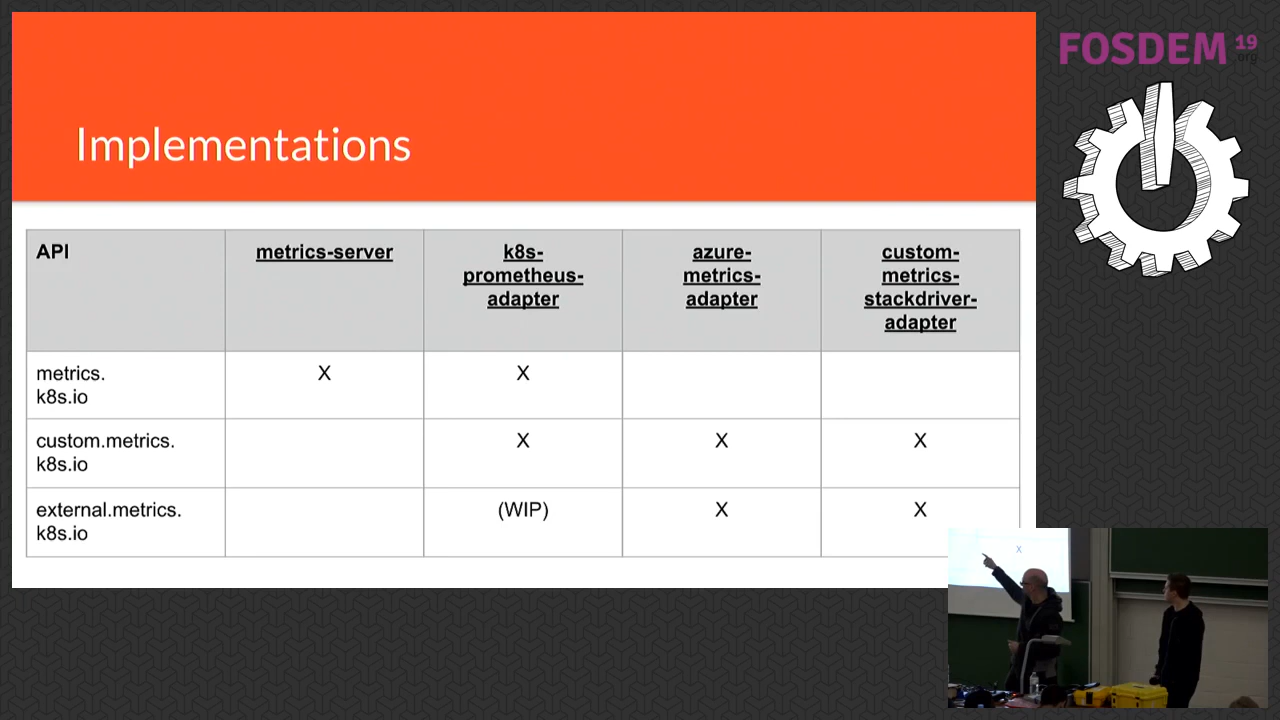 FOSDEM 19
.org
Implementations
API
metrics-server
k8s-
prometheus-
adapter
azure-
metrics-
adapter
custom-
metrics-
stackdriver-
adapter
metrics.
k8s.io
X
X
custom.metrics.
k8s.io
X
X
X
external.metrics.
k8s.io
(WIP)
X
X
X